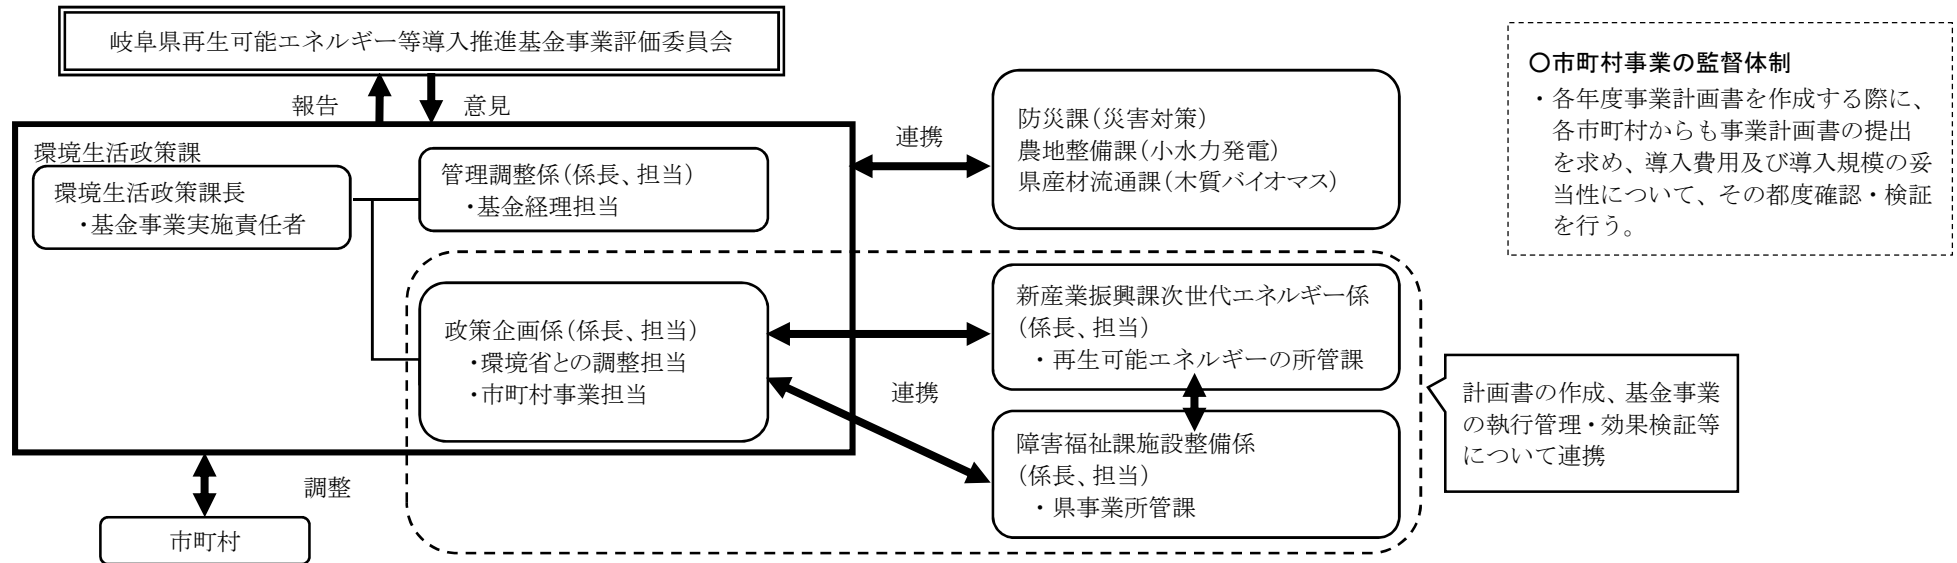 岐阜県再生可能エネルギー等導入推進基金事業評価委員会
報告
意見
環境生活政策課
環境生活政策課長
・基金事業実施責任者
管理調整係(係長、担当)
・基金経理担当
政策企画係(係長、担当)
・環境省との調整担当
・市町村事業担当
連携
防災課(災害対策)
農地整備課(小水力発電)
県産材流通課(木質バイオマス)
連携
新産業振興課次世代エネルギー係
(係長、担当)
・再生可能エネルギーの所管課
障害福祉課施設整備係
(係長、担当)
・県事業所管課
調整
市町村
○市町村事業の監督体制
・各年度事業計画書を作成する際に、
各市町村からも事業計画書の提出
を求め、導入費用及び導入規模の妥
当性について、その都度確認・検証
を行う。
計画書の作成、基金事業
の執行管理・効果検証等
について連携